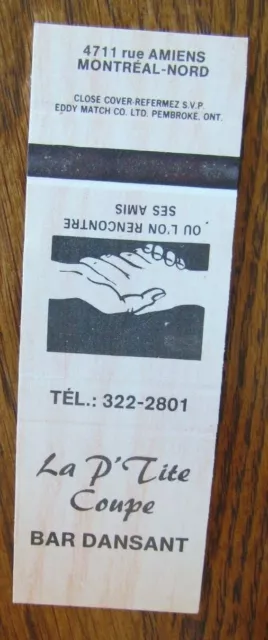 4711 rue AMIENS
MONTRÉAL-NORD
CLOSE COVER-REFERMEZ S.V.P.
EDDY MATCH CO. LTD. PEMBROKE, ONT.
OU L'ON RENCONTRE
SES AMIS
TÉL.: 322-2801
La P'Tite
Coupe
BAR DANSANT